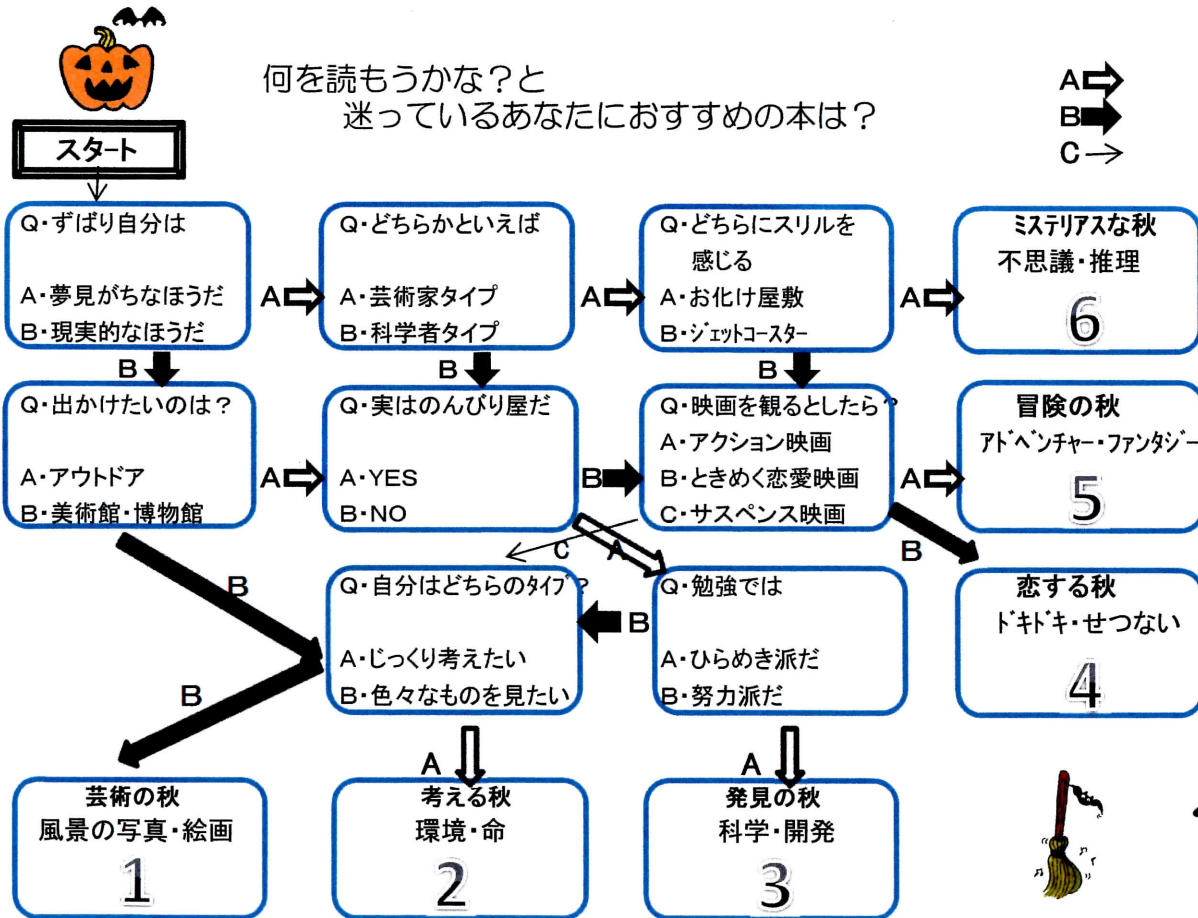 何を読もうかな？と
迷っているあなたにおすすめの本は？
A
B
C
スタート
Q・ずばり自分は
A・夢見がちなほうだ
B・現実的なほうだ
A
Q・どちらかといえば
A・芸術家タイプ
B・科学者タイプ
A
Q・どちらにスリルを
感じる
A・お化け屋敷
B・ジェットコースター
A
ミステリアスな秋
不思議・推理
6
B
B
B
Q・出かけたいのは？
A・アウトドア
B・美術館・博物館
A
Q・実はのんびり屋だ
A・YES
B・NO
B
Q・映画を観るとしたら？
A・アクション映画
B・ときめく恋愛映画
C・サスペンス映画
A
冒険の秋
アドベンチャー・ファンタジー
5
B
C
A
B
Q・自分はどちらのタイプ？
A・じっくり考えたい
B・色々なものを見たい
B
Q・勉強では
A・ひらめき派だ
B・努力派だ
恋する秋
ドキドキ・せつない
4
B
A
A
芸術の秋
風景の写真・絵画
1
考える秋
環境・命
2
発見の秋
科学・開発
3